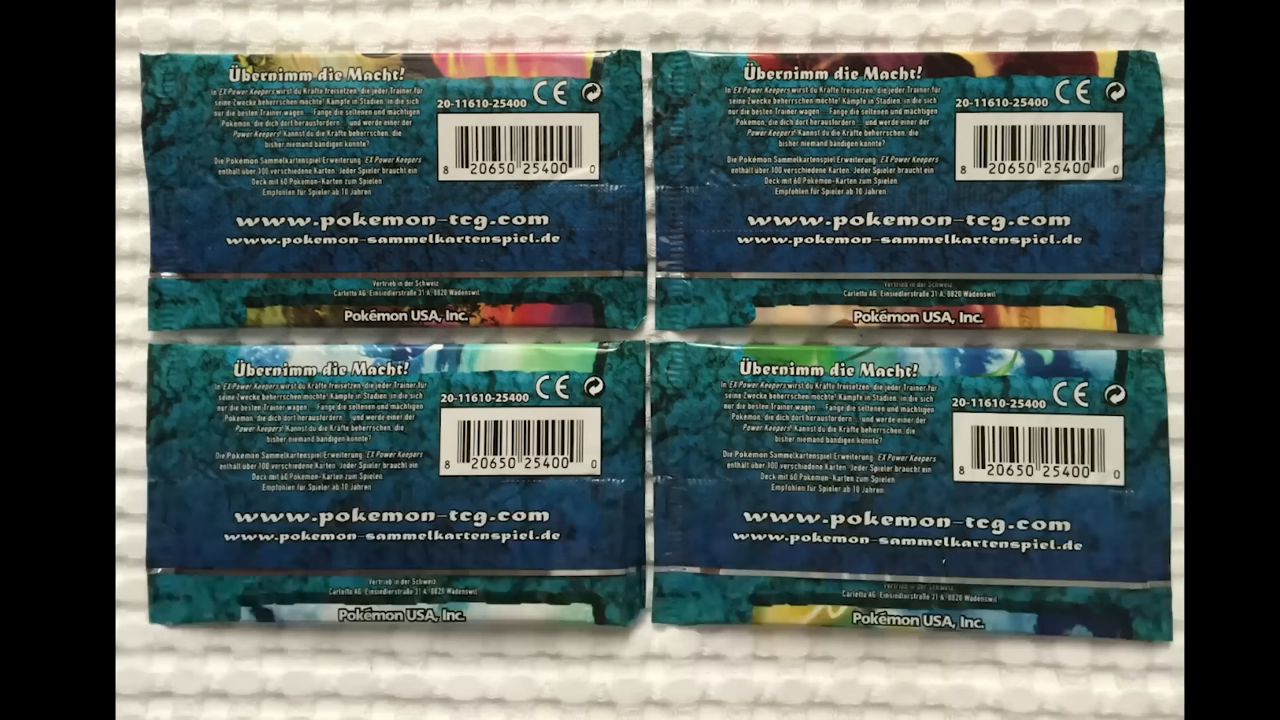 Übernimm die Macht!
In EX Power Keepers wirst du Kräfte freisetzen, die jeder Trainer für
seine Zwecke beherrschen möchte! Kämpfe in Stadien, in die sich
nur die besten Trainer wagen... Fange die seltenen und mächtigen
Pokémon, die dich dort herausfordern ... und werde einer der
Power Keepers! Kannst du die Kräfte beherrschen, die
bisher niemand bändigen konnte?
Die Pokémon Sammelkartenspiel Erweiterung EX Power Keepers
enthält über 100 verschiedene Karten. Jeder Spieler braucht ein
Deck mit 60 Pokémon-Karten zum Spielen
Empfohlen für Spieler ab 10 Jahren.
CE
20-11610-25400
8 20650 25400 0
www.pokemon-tcg.com
www.pokemon-sammelkartenspiel.de
Vertrieb in der Schweiz
Carletto AG, Einsiedlerstraße 31 A, 8820 Wädenswil
Pokémon USA, Inc.
Übernimm die Macht!
In EX Power Keepers wirst du Kräfte freisetzen, die jeder Trainer für
seine Zwecke beherrschen möchte! Kämpfe in Stadien, in die sich
nur die besten Trainer wagen... Fange die seltenen und mächtigen
Pokémon, die dich dort herausfordern ... und werde einer der
Power Keepers! Kannst du die Kräfte beherrschen, die
bisher niemand bändigen konnte?
Die Pokémon Sammelkartenspiel Erweiterung EX Power Keepers
enthält über 100 verschiedene Karten. Jeder Spieler braucht ein
Deck mit 60 Pokémon-Karten zum Spielen
Empfohlen für Spieler ab 10 Jahren.
CE
20-11610-25400
8 20650 25400 0
www.pokemon-tcg.com
www.pokemon-sammelkartenspiel.de
Vertrieb in der Schweiz
Carletto AG, Einsiedlerstraße 31 A, 8820 Wädenswil
Pokémon USA, Inc.
Übernimm die Macht!
In EX Power Keepers wirst du Kräfte freisetzen, die jeder Trainer für
seine Zwecke beherrschen möchte! Kämpfe in Stadien, in die sich
nur die besten Trainer wagen... Fange die seltenen und mächtigen
Pokémon, die dich dort herausfordern ... und werde einer der
Power Keepers! Kannst du die Kräfte beherrschen, die
bisher niemand bändigen konnte?
Die Pokémon Sammelkartenspiel Erweiterung EX Power Keepers
enthält über 100 verschiedene Karten. Jeder Spieler braucht ein
Deck mit 60 Pokémon-Karten zum Spielen
Empfohlen für Spieler ab 10 Jahren.
CE
20-11610-25400
8 20650 25400 0
www.pokemon-tcg.com
www.pokemon-sammelkartenspiel.de
Vertrieb in der Schweiz
Carletto AG, Einsiedlerstraße 31 A, 8820 Wädenswil
Pokémon USA, Inc.
Übernimm die Macht!
In EX Power Keepers wirst du Kräfte freisetzen, die jeder Trainer für
seine Zwecke beherrschen möchte! Kämpfe in Stadien, in die sich
nur die besten Trainer wagen... Fange die seltenen und mächtigen
Pokémon, die dich dort herausfordern ... und werde einer der
Power Keepers! Kannst du die Kräfte beherrschen, die
bisher niemand bändigen konnte?
Die Pokémon Sammelkartenspiel Erweiterung EX Power Keepers
enthält über 100 verschiedene Karten. Jeder Spieler braucht ein
Deck mit 60 Pokémon-Karten zum Spielen
Empfohlen für Spieler ab 10 Jahren.
CE
20-11610-25400
8 20650 25400 0
www.pokemon-tcg.com
www.pokemon-sammelkartenspiel.de
Vertrieb in der Schweiz
Carletto AG, Einsiedlerstraße 31 A, 8820 Wädenswil
Pokémon USA, Inc.